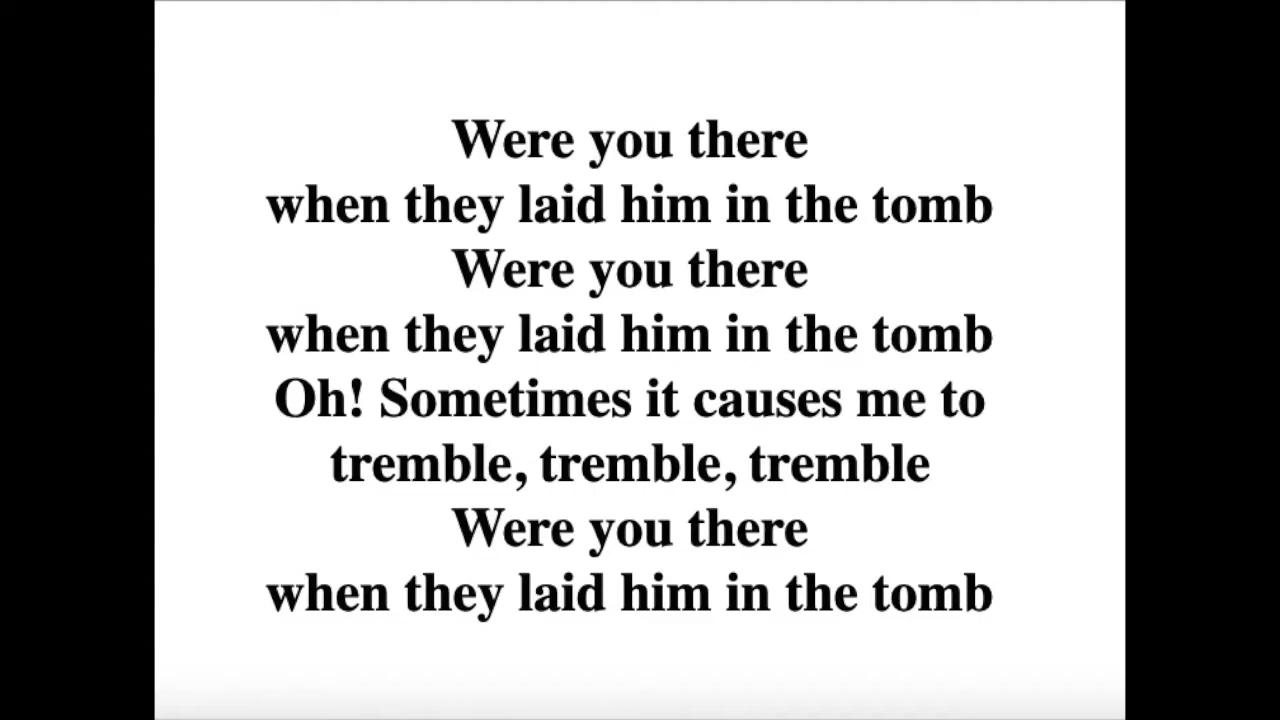 Were you there
when they laid him in the tomb
Were you there
when they laid him in the tomb
Oh! Sometimes it causes me to
tremble, tremble, tremble
Were you there
when they laid him in the tomb